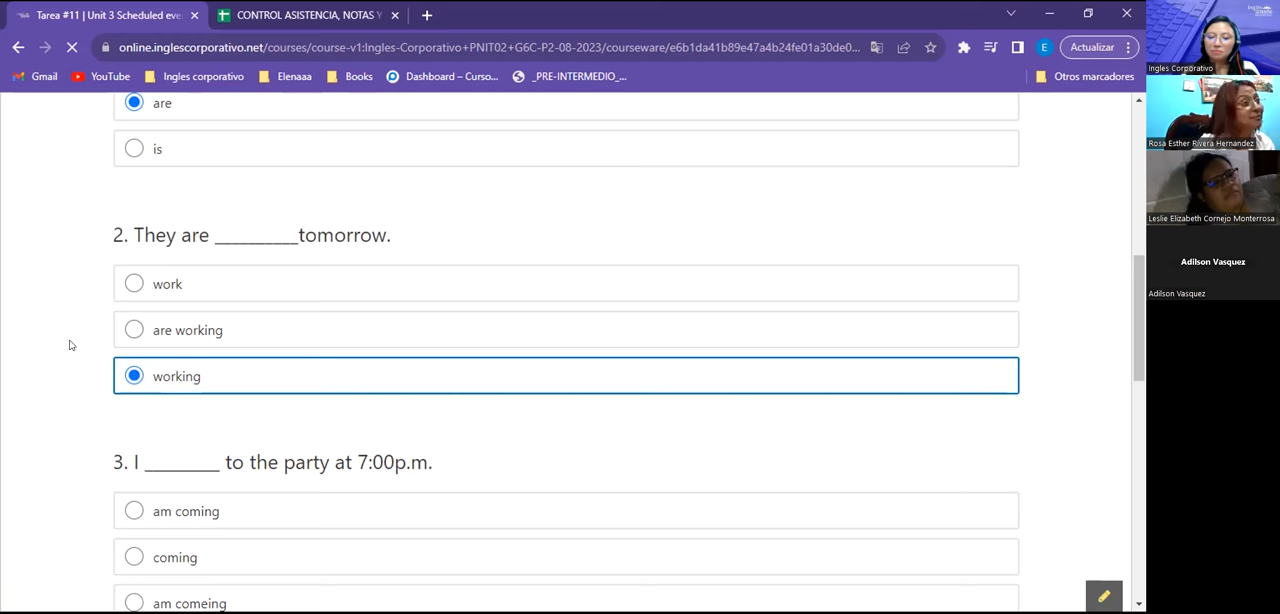 Tarea #11 | Unit 3 Scheduled eve
CONTROL ASISTENCIA, NOTAS Y
online.inglescorporativo.net/courses/course-v1:Ingles-Corporativo+PNIT02+G6C-P2-08-2023/courseware/e6b1da41b89e47a4b24fe01a30de0...
E
Actualizar
Gmail
YouTube
Ingles corporativo
Elenaaa
Books
Dashboard – Curso...
_PRE-INTERMEDIO_...
Otros marcadores
are
is
2. They are __________tomorrow.
work
are working
working
3. I ________ to the party at 7:00p.m.
am coming
coming
am comeing
Ingles Corporativo
Rosa Esther Rivera Hernandez
Leslie Elizabeth Cornejo Monterrosa
Adilson Vasquez
Adilson Vasquez